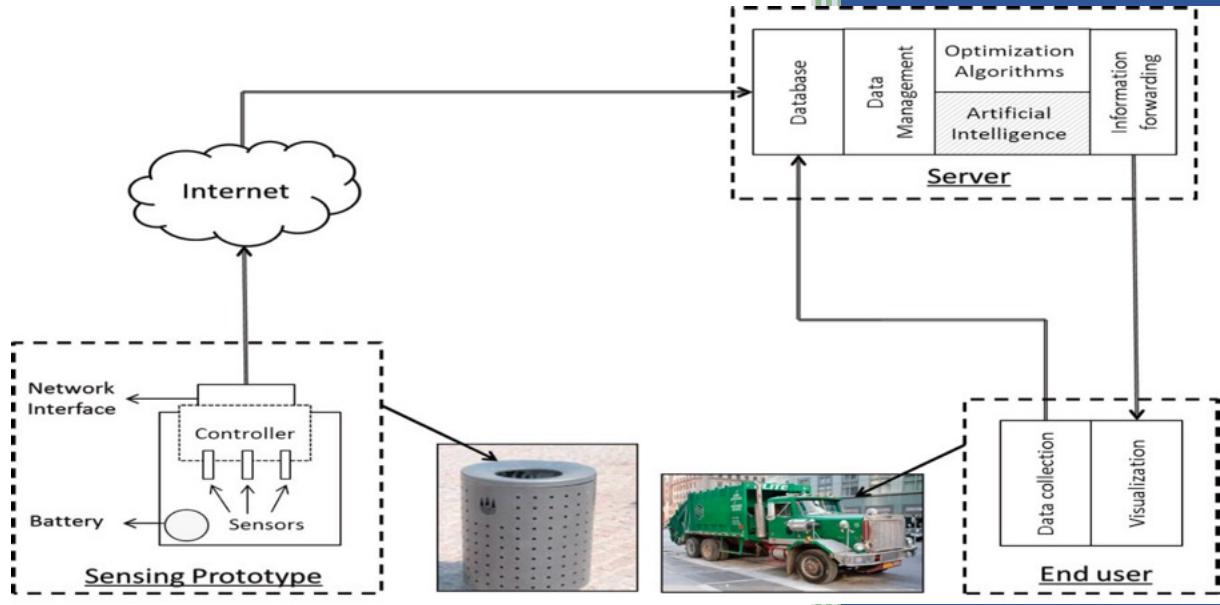 Database
Data
Management
Optimization
Algorithms
Artificial
Intelligence
Information
forwarding
Server
Internet
Network
Interface
Controller
Sensors
Battery
Sensing Prototype
Data collection
Visualization
End user